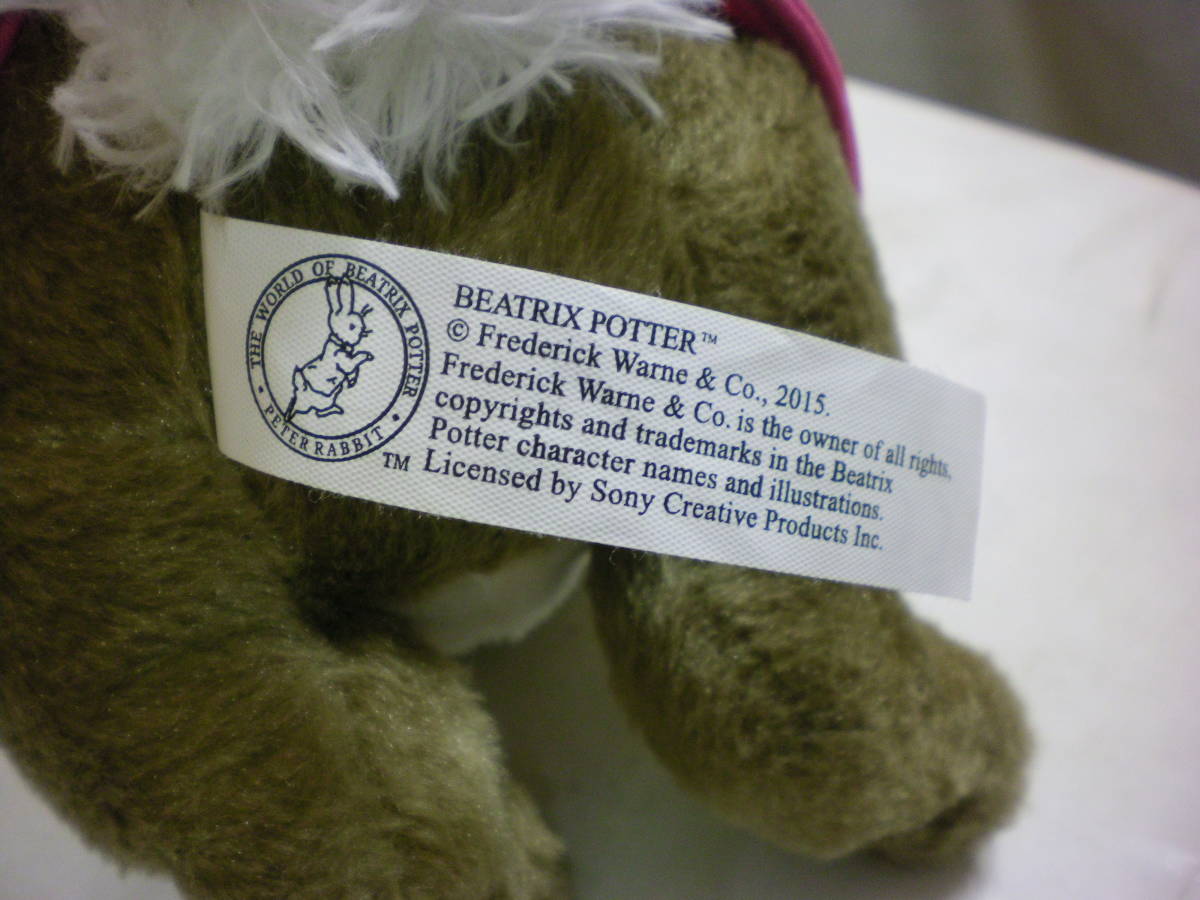 THE WORLD OF BEATRIX POTTER
• PETER RABBIT •
TM
BEATRIX POTTER™
© Frederick Warne & Co., 2015.
Frederick Warne & Co. is the owner of all rights,
copyrights and trademarks in the Beatrix
Potter character names and illustrations.
Licensed by Sony Creative Products Inc.